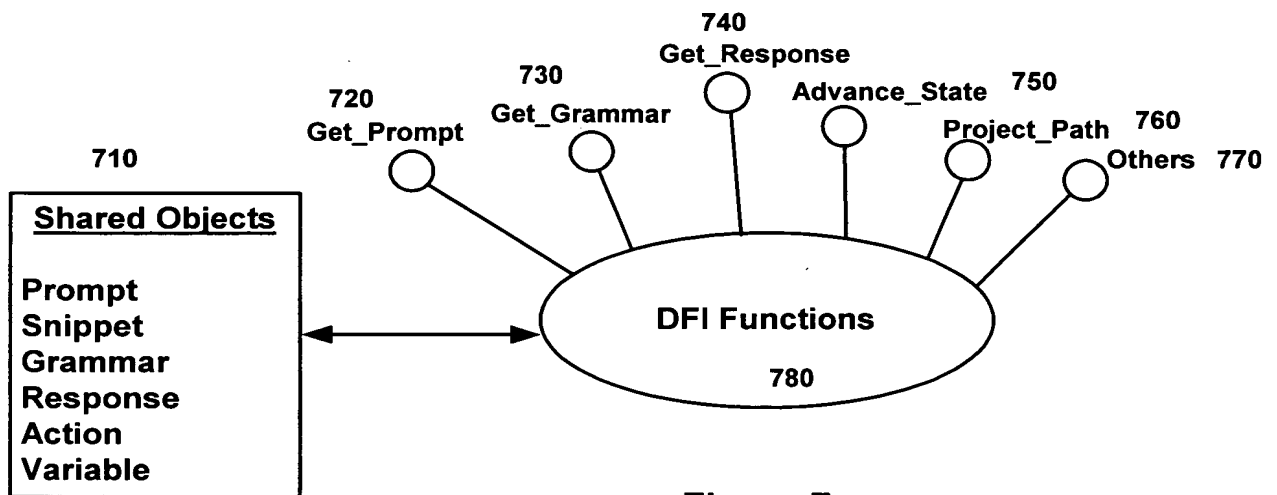 740
Get_Response
730
Get_Grammar
Advance_State 750
720
Get_Prompt
Project_Path 760
Others 770
710
Shared Objects
Prompt
Snippet
Grammar
Response
Action
Variable
DFI Functions
780